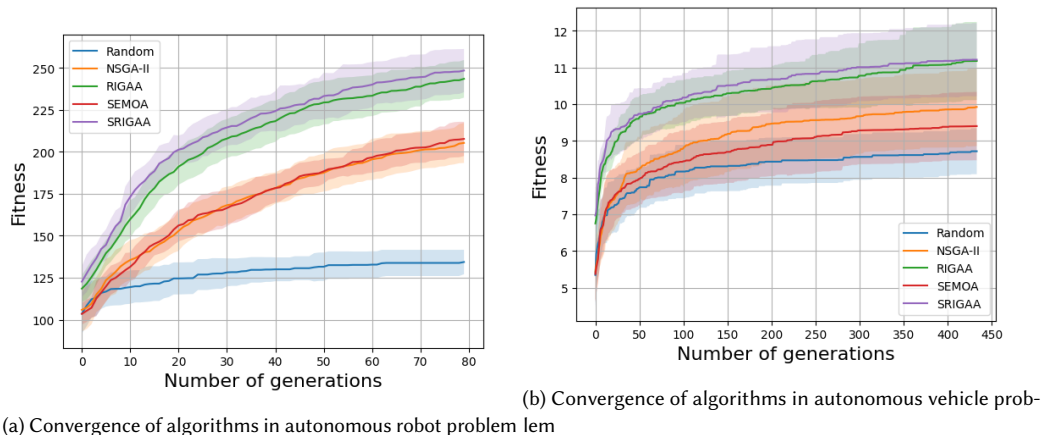 250
225
200
175
150
125
100
Fitness
Random
NSGA-II
RIGAA
SEMOA
SRIGAA
0 10 20 30 40 50 60 70 80
Number of generations
(a) Convergence of algorithms in autonomous robot problem
12
11
10
9
8
7
6
5
Fitness
Random
NSGA-II
RIGAA
SEMOA
SRIGAA
0 50 100 150 200 250 300 350 400 450
Number of generations
(b) Convergence of algorithms in autonomous vehicle prob-
lem